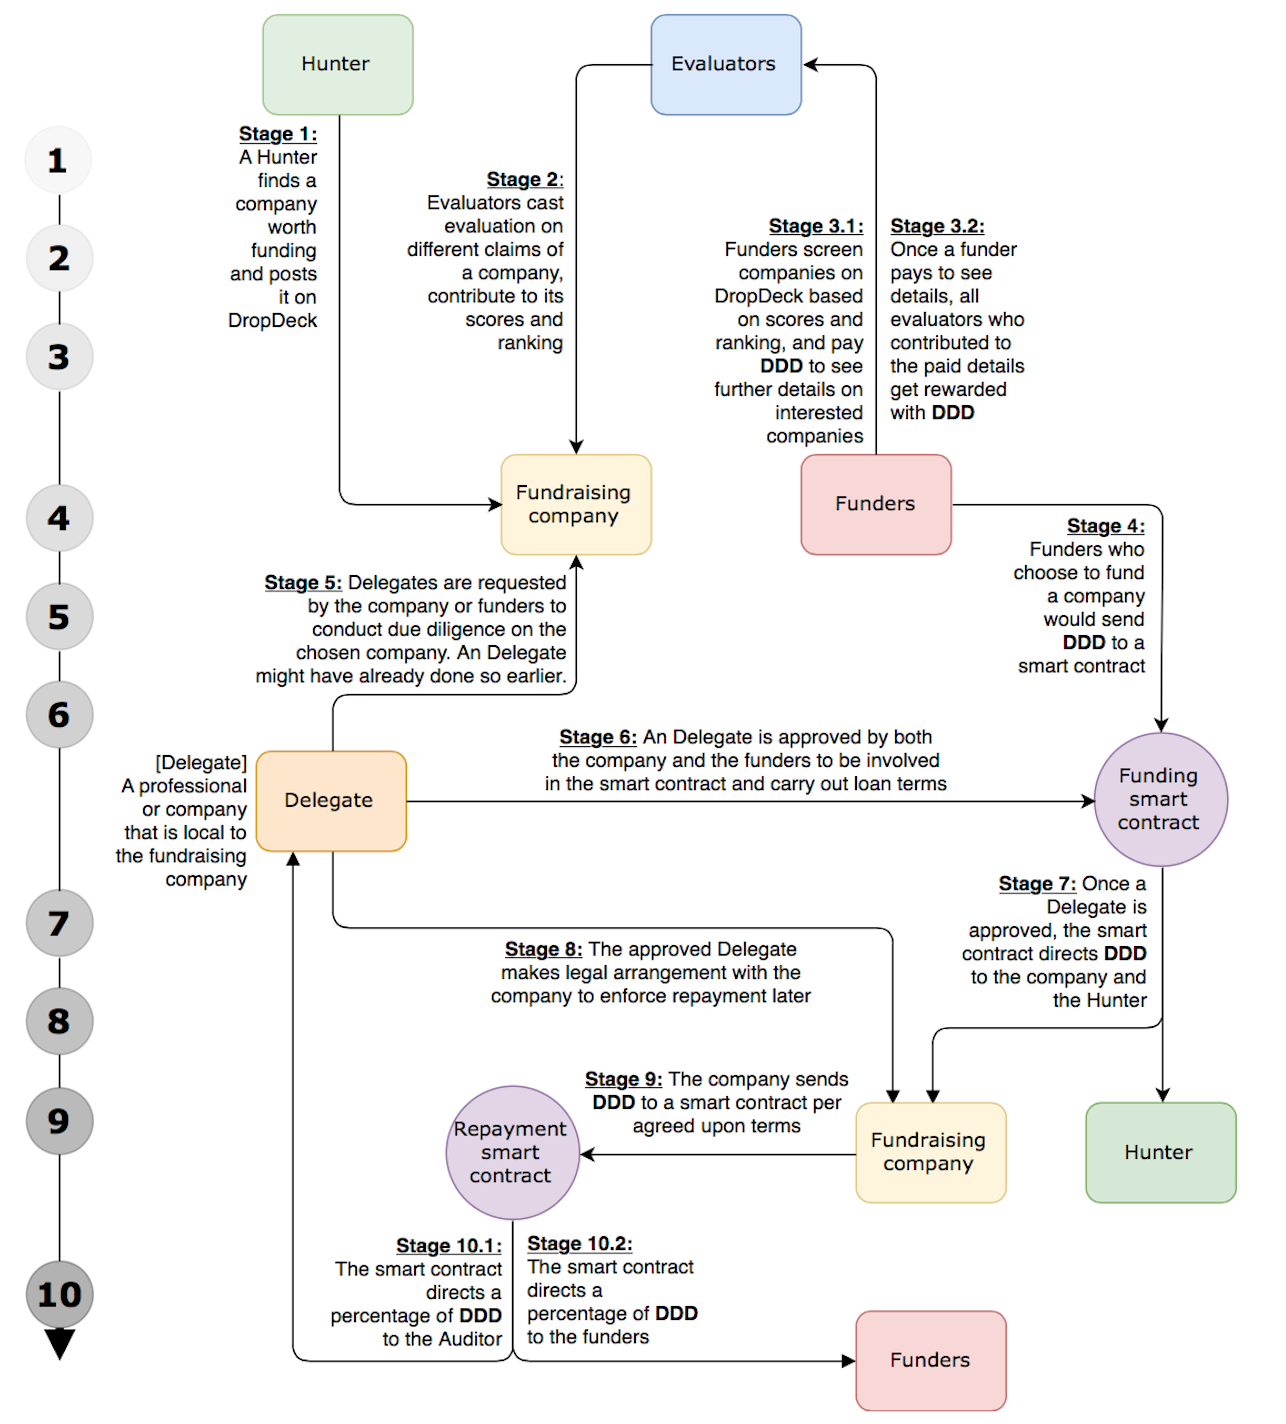 Hunter
Evaluators
1
Stage 1:
A Hunter
finds a
company
worth
funding
and posts
it on
DropDeck
Stage 2:
Evaluators cast
evaluation on
different claims of
a company,
contribute to its
scores and
ranking
Stage 3.1:
Funders screen
companies on
DropDeck based
on scores and
ranking, and pay
DDD to see
further details on
interested
companies
Stage 3.2:
Once a funder
pays to see
details, all
evaluators who
contributed to
the paid details
get rewarded
with DDD
2
3
Fundraising
company
Funders
4
Stage 4:
Funders who
choose to fund
a company
would send
DDD to a
smart contract
Stage 5: Delegates are requested
by the company or funders to
conduct due diligence on the
chosen company. An Delegate
might have already done so earlier.
5
6
Stage 6: An Delegate is approved by both
the company and the funders to be involved
in the smart contract and carry out loan terms
[Delegate]
A professional
or company
that is local to
the fundraising
company
Delegate
Funding
smart
contract
7
Stage 7: Once a
Delegate is
approved, the smart
contract directs DDD
to the company and
the Hunter
Stage 8: The approved Delegate
makes legal arrangement with the
company to enforce repayment later
8
9
Stage 9: The company sends
DDD to a smart contract per
agreed upon terms
Repayment
smart
contract
Fundraising
company
Hunter
10
Stage 10.1:
The smart contract
directs a
percentage of DDD
to the Auditor
Stage 10.2:
The smart contract
directs a
percentage of DDD
to the funders
Funders